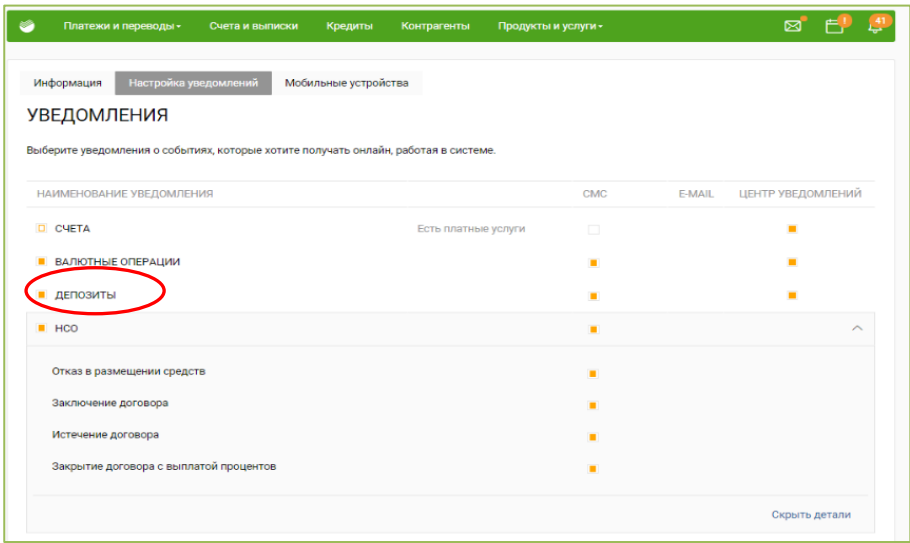 Платежи и переводы Счета и выписки Кредиты Контрагенты Продукты и услуги ! 41
Информация Настройка уведомлений Мобильные устройства
УВЕДОМЛЕНИЯ
Выберите уведомления о событиях, которые хотите получать онлайн, работая в системе.
НАИМЕНОВАНИЕ УВЕДОМЛЕНИЯ СМС E-MAIL ЦЕНТР УВЕДОМЛЕНИЙ
СЧЕТА Есть платные услуги
ВАЛЮТНЫЕ ОПЕРАЦИИ
ДЕПОЗИТЫ
НСО
Отказ в размещении средств
Заключение договора
Истечение договора
Закрытие договора с выплатой процентов
Скрыть детали